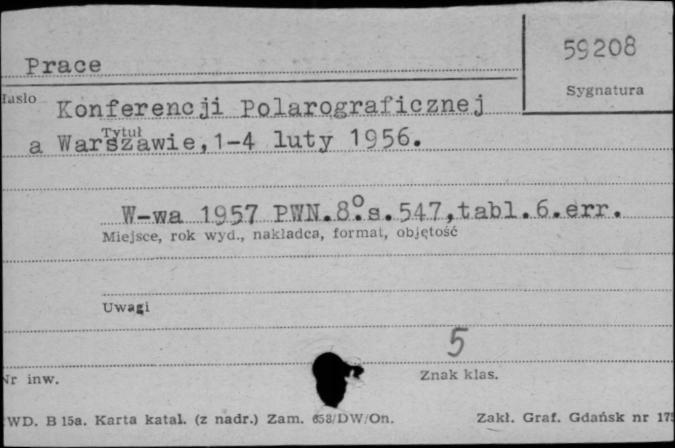 Prace
59208
Hasło
Sygnatura
Konferencji Polarograficznej
Tytuł
a Warszawie, 1-4 luty 1956.
W-wa 1957 PWN. 8°. s. 547, tabl. 6. err.
Miejsce, rok wyd., nakładca, format, objętość
Uwagi
5
Nr inw.
Znak klas.
WD. B 15a. Karta katal. (z nadr.) Zam. 658/DW/On.
Zakł. Graf. Gdańsk nr 175